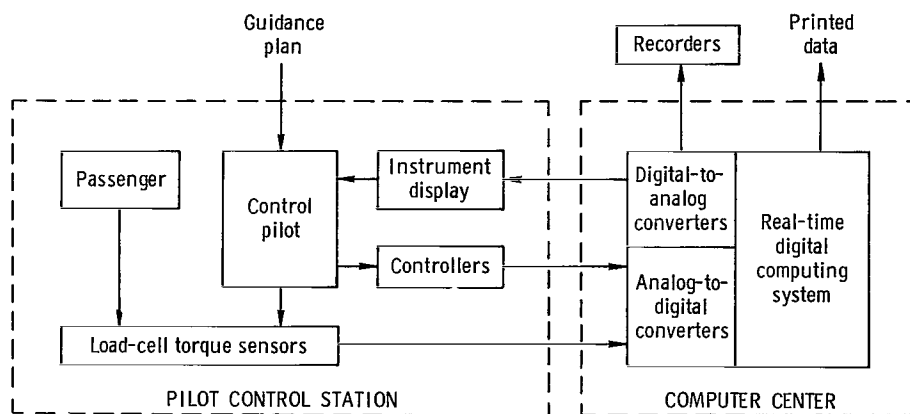 Guidance
plan
Recorders
Printed
data
Passenger
Control
pilot
Instrument
display
Controllers
Load-cell torque sensors
Digital-to-
analog
converters
Analog-to-
digital
converters
Real-time
digital
computing
system
PILOT CONTROL STATION
COMPUTER CENTER